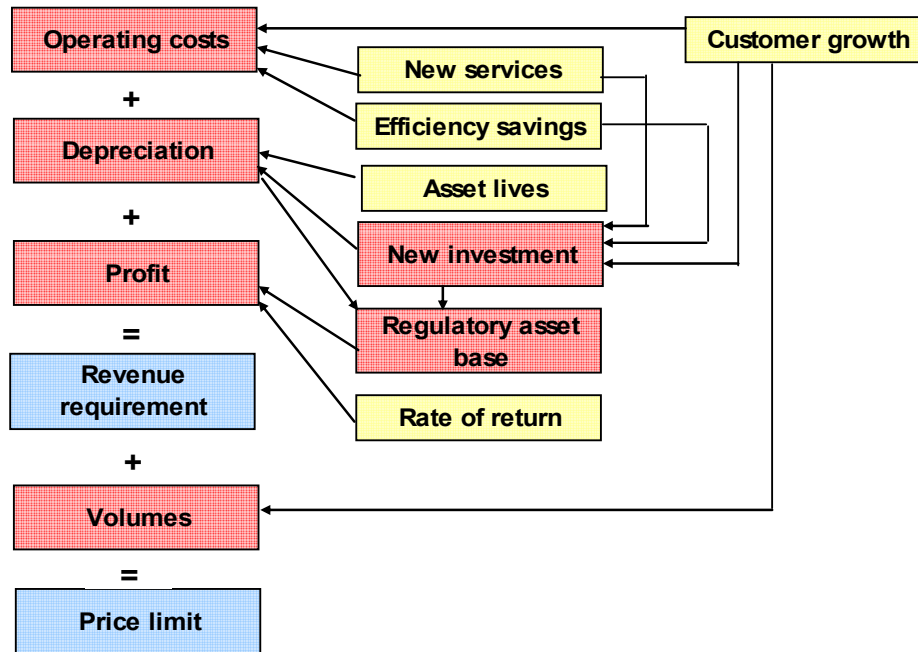 Operating costs
Customer growth
New services
+
Efficiency savings
Depreciation
Asset lives
+
New investment
Profit
=
Regulatory asset
base
Revenue
requirement
Rate of return
+
Volumes
=
Price limit